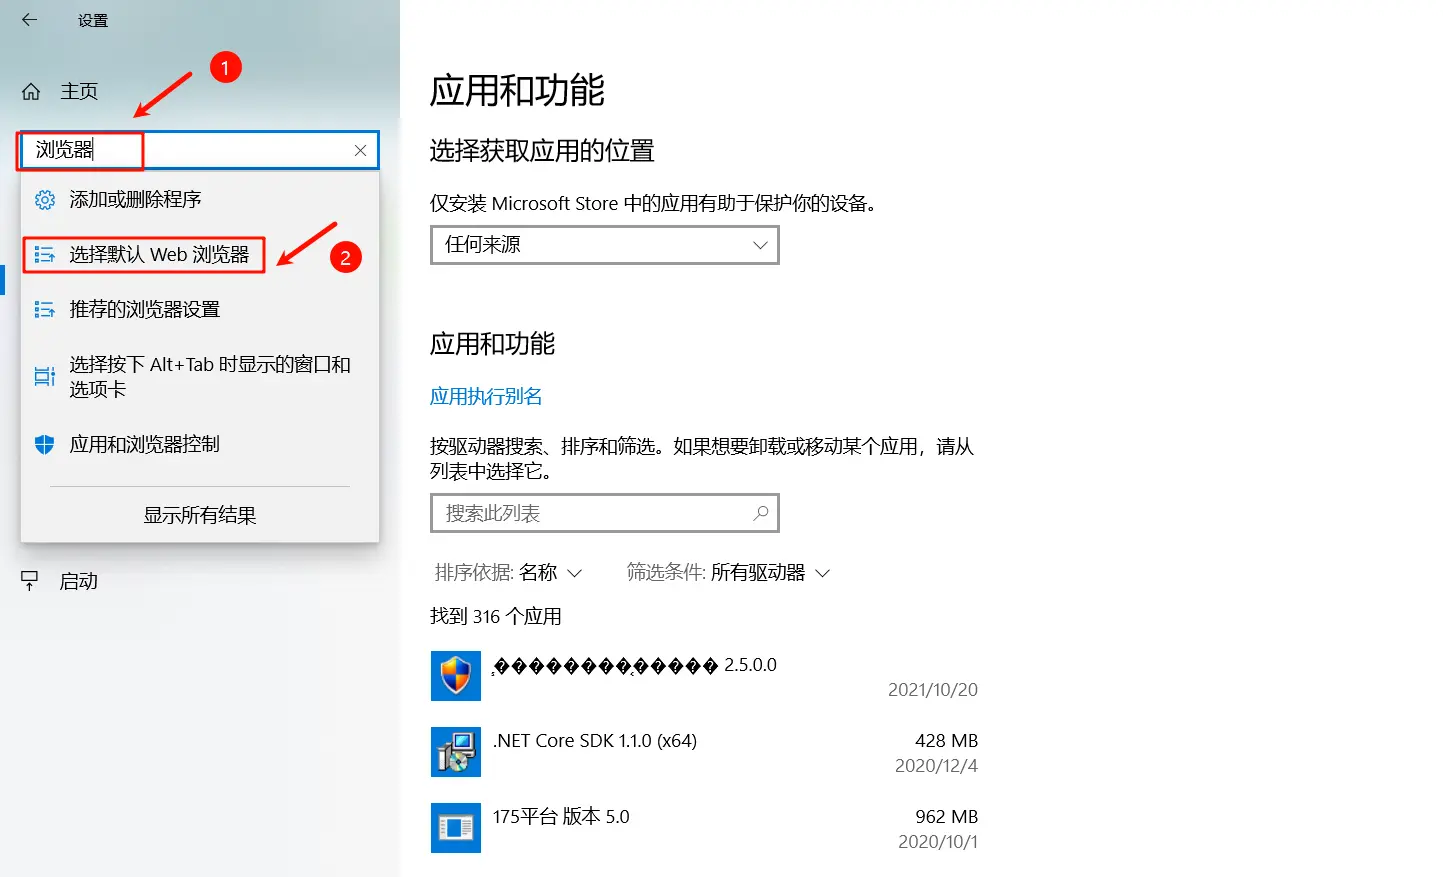 设置
主页
1
浏览器
添加或删除程序
选择默认 Web 浏览器
2
推荐的浏览器设置
选择按下 Alt+Tab 时显示的窗口和
选项卡
应用和浏览器控制
显示所有结果
启动
应用和功能
选择获取应用的位置
仅安装 Microsoft Store 中的应用有助于保护你的设备。
任何来源
应用和功能
应用执行别名
按驱动器搜索、排序和筛选。如果想要卸载或移动某个应用，请从
列表中选择它。
搜索此列表
排序依据: 名称 筛选条件: 所有驱动器
找到 316 个应用
2.5.0.0
2021/10/20
.NET Core SDK 1.1.0 (x64) 428 MB
2020/12/4
175平台 版本 5.0 962 MB
2020/10/1